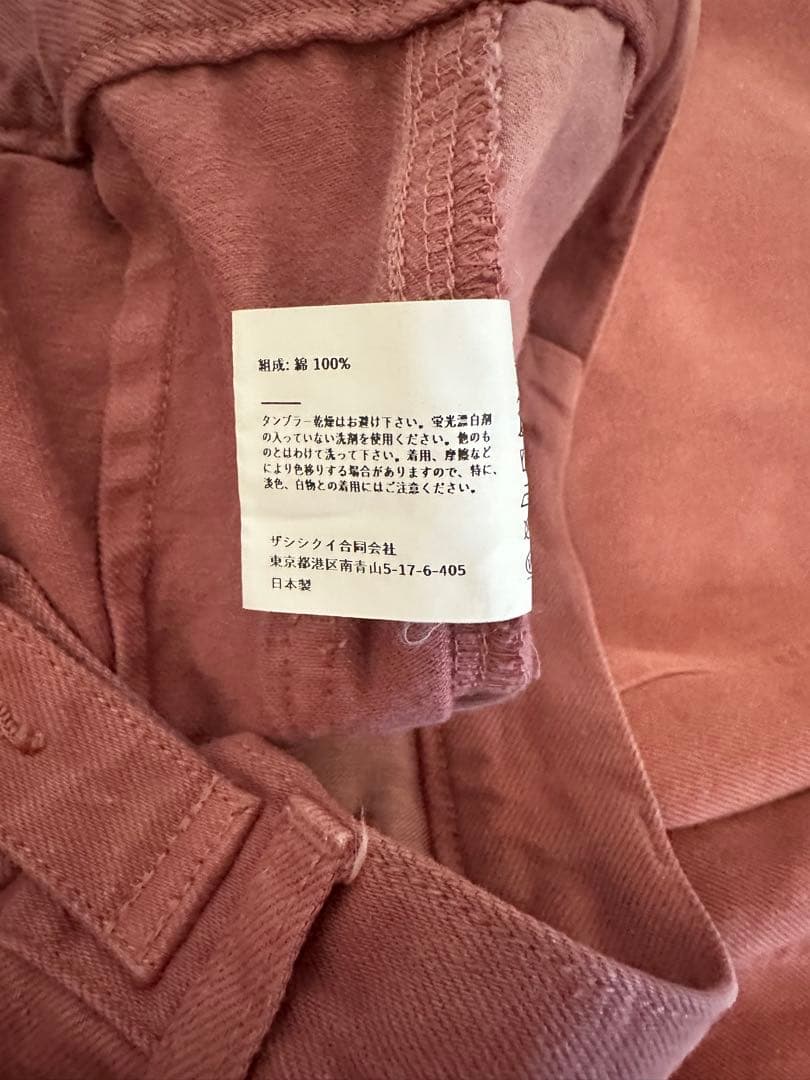 組成: 綿 100%
タンブラー乾燥はお避け下さい。蛍光漂白剤
の入っていない洗剤を使用ください。他のも
のとはわけて洗って下さい。着用、摩擦など
により色移りする場合がありますので、特に、
淡色、白物との着用にはご注意ください。
ザシシクイ合同会社
東京都港区南青山5-17-6-405
日本製